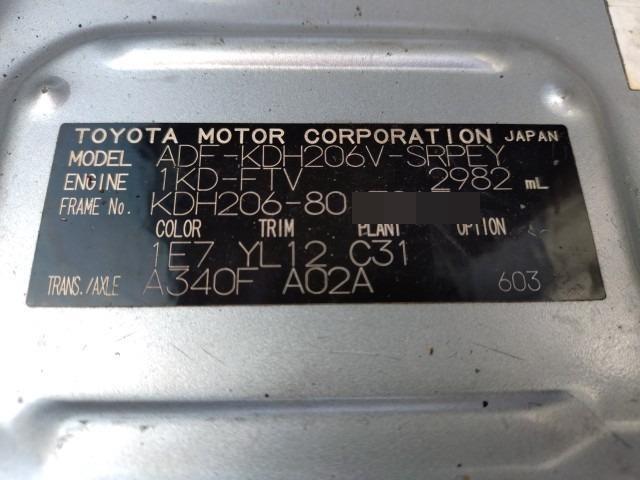 TOYOTA MOTOR CORPORATION JAPAN
MODEL ADF-KDH206V-SRPEY
ENGINE 1KD-FTV 2982 mL
FRAME No. KDH206-80
COLOR TRIM PLANT OPTION
1E7 YL12 C31
TRANS./AXLE A340F A02A 603